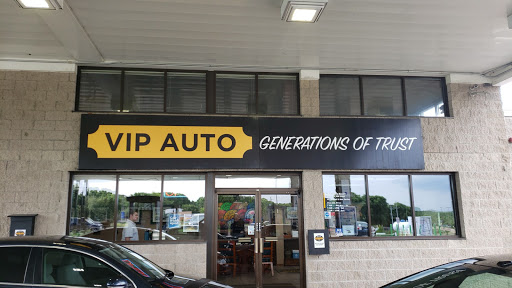 VIP AUTO GENERATIONS OF TRUST